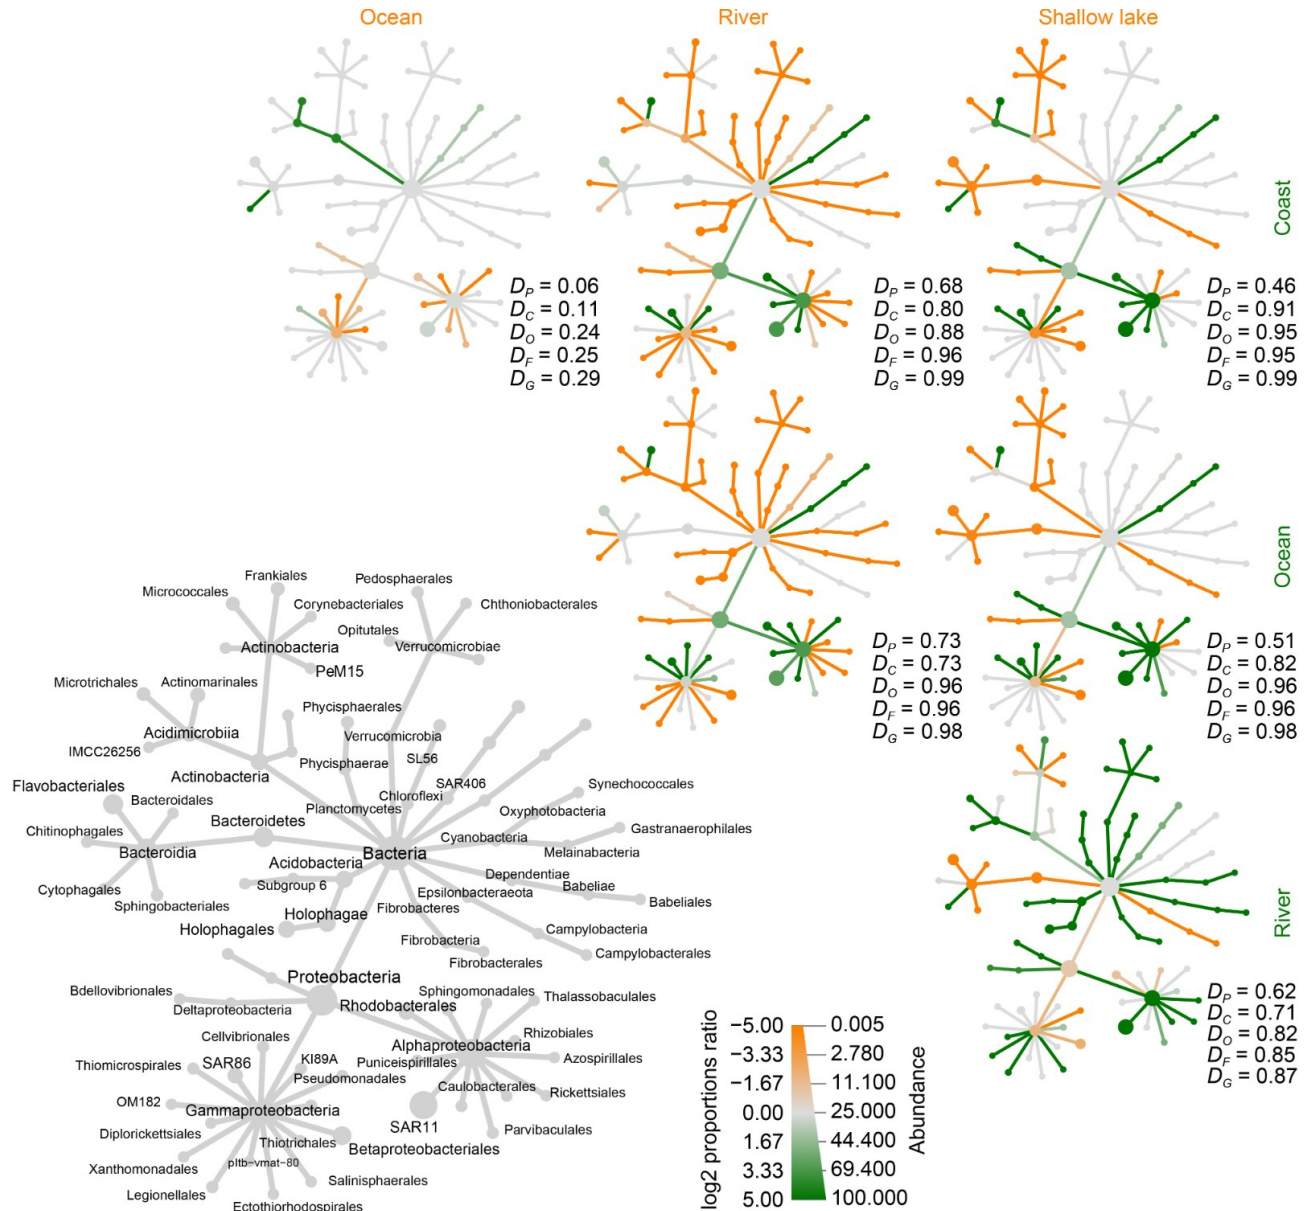 Ocean
River
Shallow lake
Coast
D_P = 0.06
D_C = 0.11
D_O = 0.24
D_F = 0.25
D_G = 0.29
D_P = 0.68
D_C = 0.80
D_O = 0.88
D_F = 0.96
D_G = 0.99
D_P = 0.46
D_C = 0.91
D_O = 0.95
D_F = 0.95
D_G = 0.99
Ocean
D_P = 0.73
D_C = 0.73
D_O = 0.96
D_F = 0.96
D_G = 0.98
D_P = 0.51
D_C = 0.82
D_O = 0.96
D_F = 0.96
D_G = 0.98
River
D_P = 0.62
D_C = 0.71
D_O = 0.82
D_F = 0.85
D_G = 0.87
Frankiales
Pedosphaerales
Micrococcales
Corynebacteriales
Chthoniobacterales
Opitutales
Actinobacteria
Verrucomicrobiae
PeM15
Microtrichales
Actinomarinales
Phycisphaerales
Acidimicrobiia
Verrucomicrobia
IMCC26256
Phycisphaerae
SL56
Actinobacteria
SAR406
Flavobacteriales
Synechococcales
Chloroflexi
Bacteroidales
Planctomycetes
Oxyphotobacteria
Bacteroidetes
Chitinophagales
Gastranaerophilales
Cyanobacteria
Bacteroidia
Bacteria
Melainabacteria
Acidobacteria
Dependentiae
Cytophagales
Subgroup 6
Epsilonbacteraeota
Babeliae
Babeliales
Sphingobacteriales
Fibrobacteres
Holophagae
Holophagales
Campylobacteria
Fibrobacteria
Campylobacterales
Fibrobacterales
Proteobacteria
Bdellovibrionales
Rhodobacterales
Sphingomonadales
Thalassobaculales
Deltaproteobacteria
Cellvibrionales
Rhizobiales
Alphaproteobacteria
Thiomicrospirales
SAR86
KI89A
Puniceispirillales
Azospirillales
Pseudomonadales
Caulobacterales
Rickettsiales
OM182
Gammaproteobacteria
SAR11
Parvibaculales
Diplorickettsiales
Thiotrichales
Betaproteobacteriales
pltb-vmat-80
Xanthomonadales
Salinisphaerales
Legionellales
Ectothiorhodospirales
log2 proportions ratio
Abundance
−5.00 0.005
−3.33 2.780
−1.67 11.100
0.00 25.000
1.67 44.400
3.33 69.400
5.00 100.000